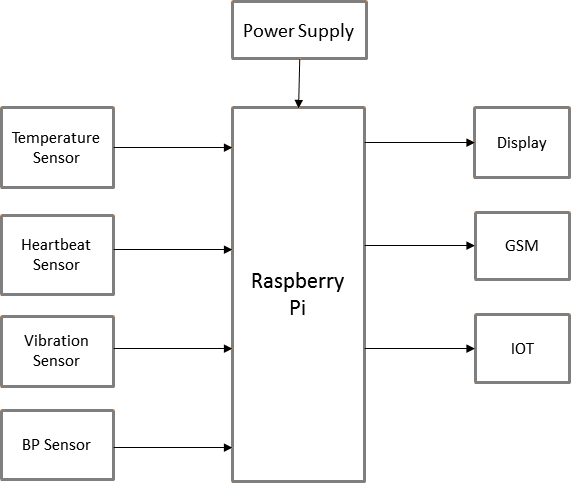 Power Supply
Temperature
Sensor
Heartbeat
Sensor
Vibration
Sensor
BP Sensor
Raspberry
Pi
Display
GSM
IOT